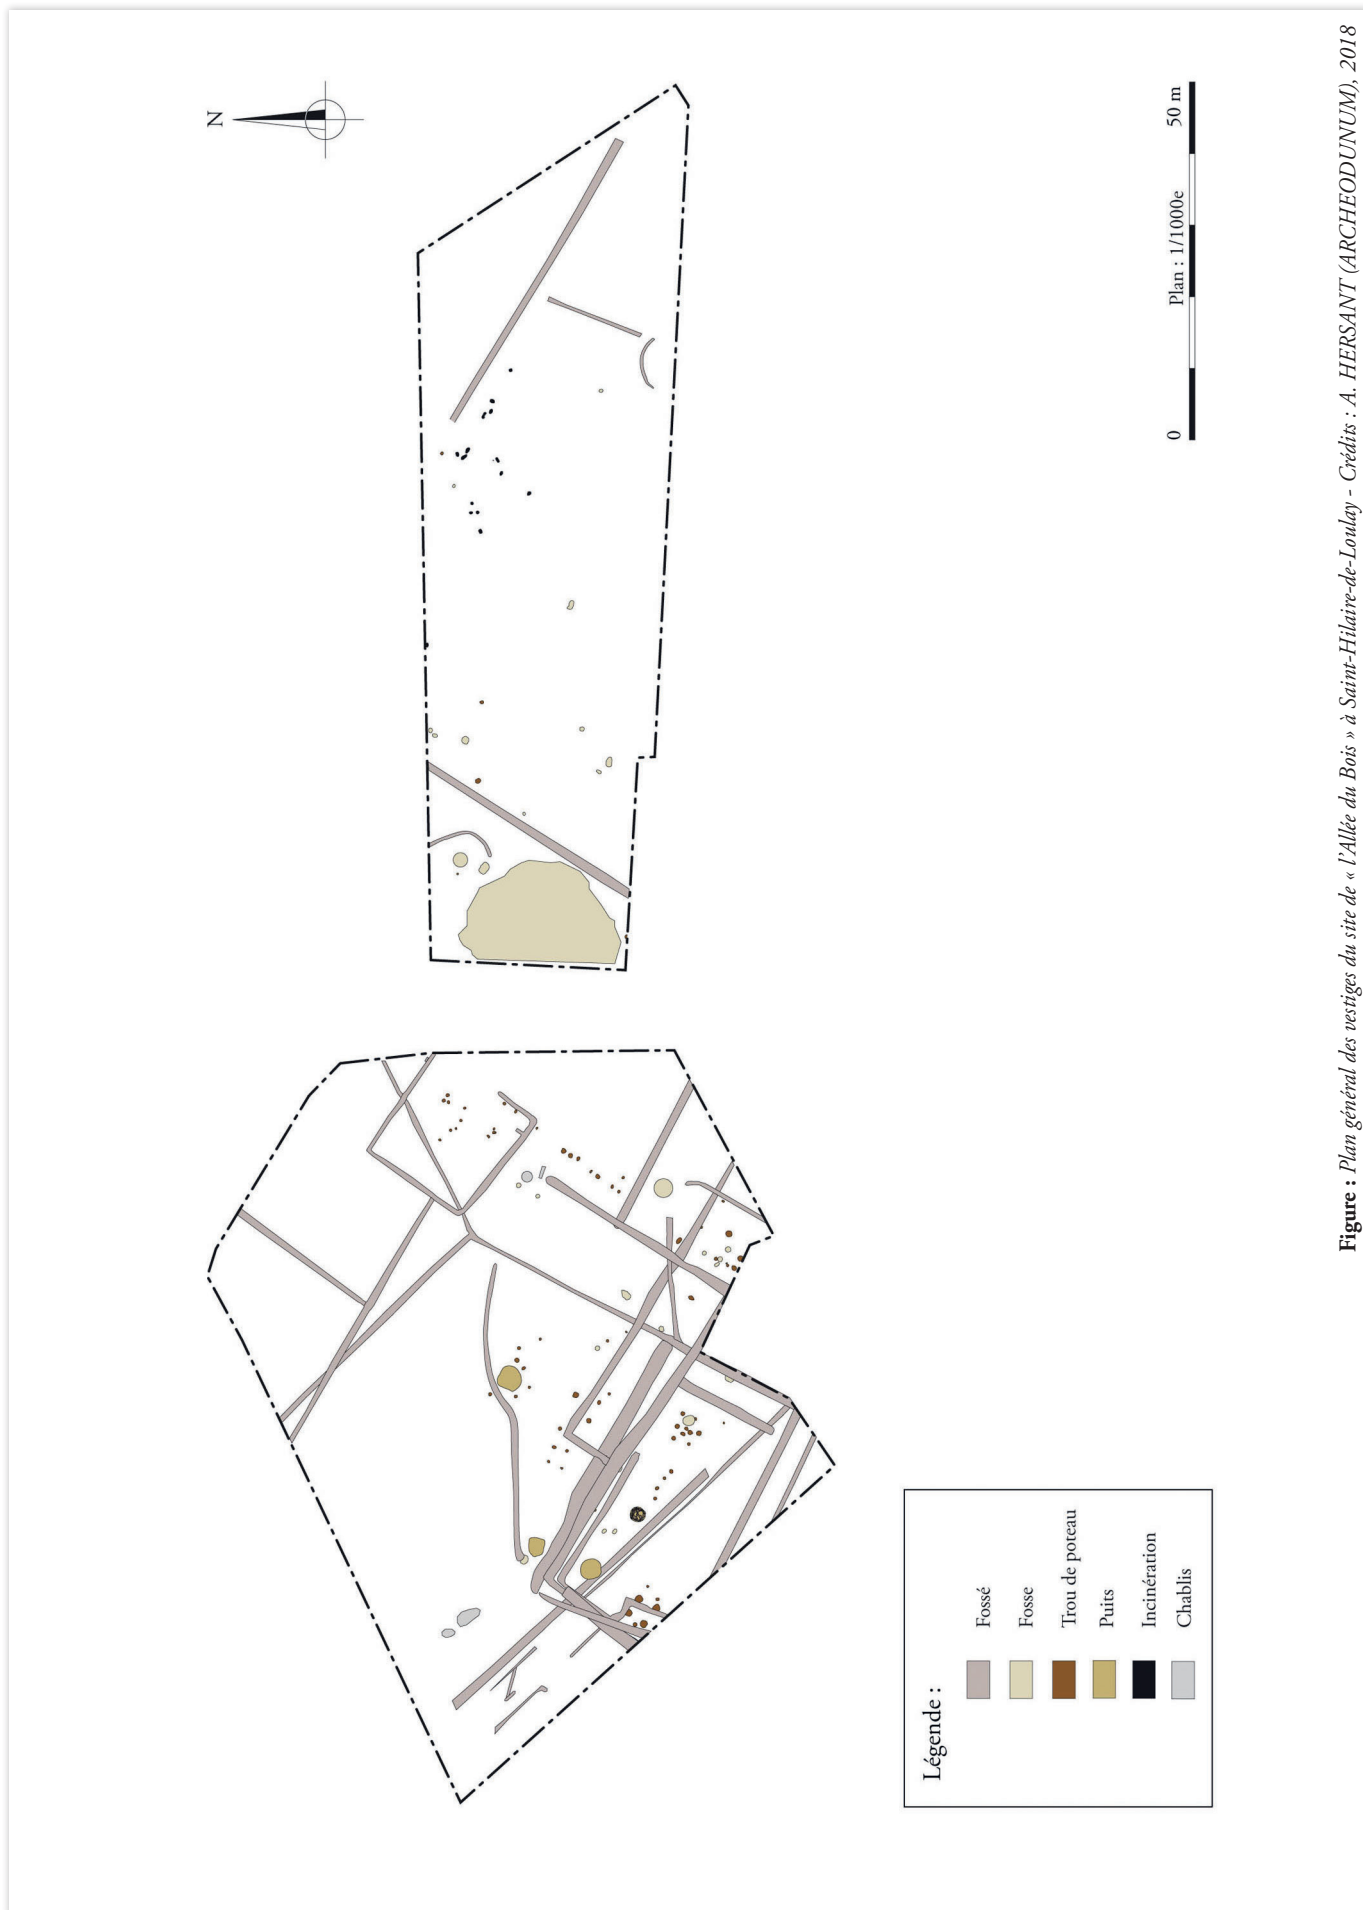 N
0
Plan : 1/1000e
50 m
Légende :
Fossé
Fosse
Trou de poteau
Puits
Incinération
Chablis
Figure : Plan général des vestiges du site de « l'Allée du Bois » à Saint-Hilaire-de-Loulay - Crédits : A. HERSANT (ARCHEODUNUM), 2018